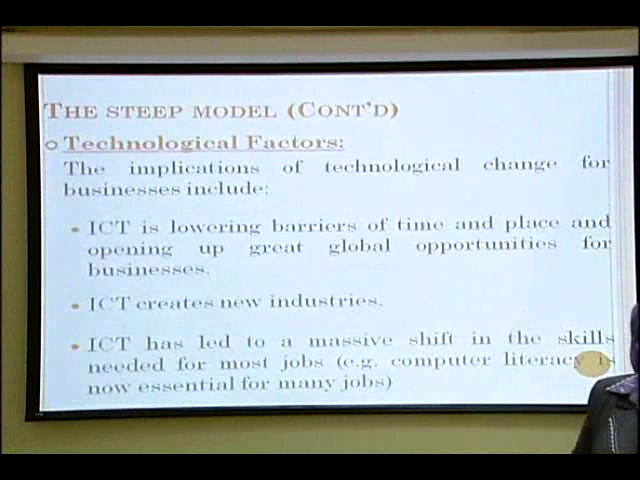 THE STEEP MODEL (CONT'D)
Technological Factors:
The implications of technological change for
businesses include:
ICT is lowering barriers of time and place and
opening up great global opportunities for
businesses.
ICT creates new industries.
ICT has led to a massive shift in the skills
needed for most jobs (e.g. computer literacy is
now essential for many jobs)